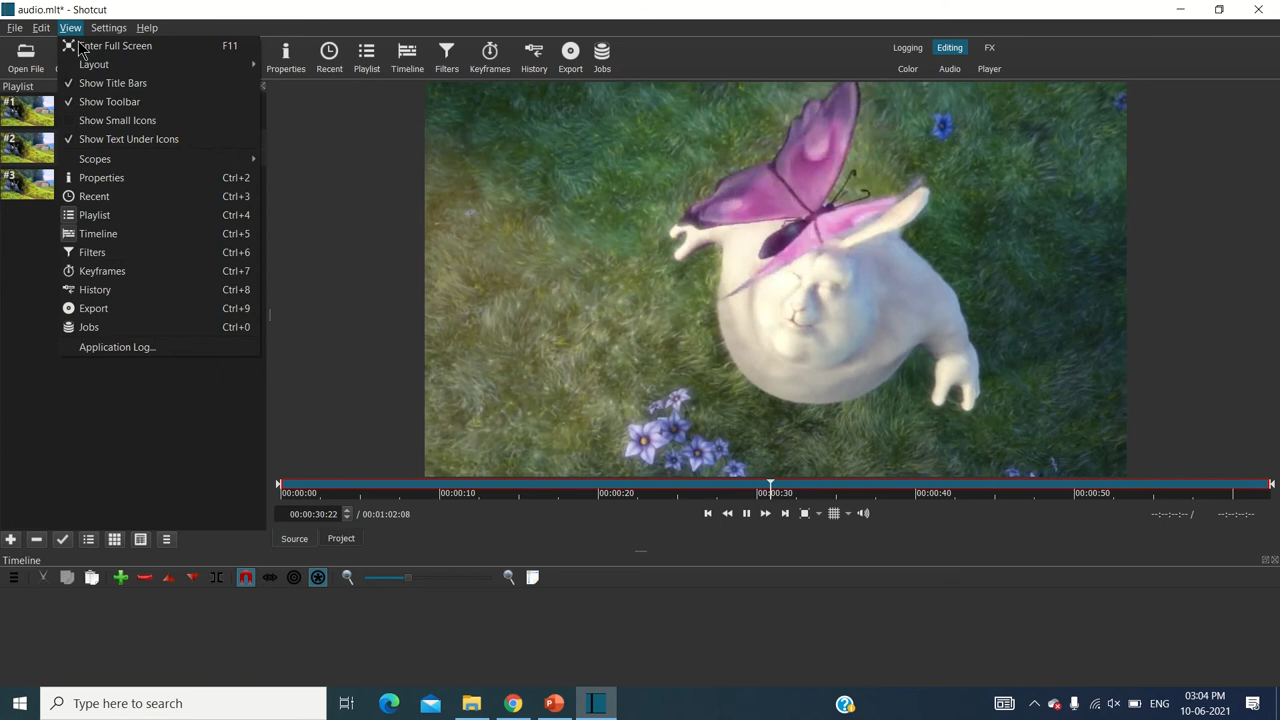 audio.mlt* - Shotcut
File Edit View Settings Help
Open File Properties Recent Playlist Timeline Filters Keyframes History Export Jobs
Logging Editing FX
Color Audio Player
Playlist
#1
#2
#3
Enter Full Screen F11
Layout
Show Title Bars
Show Toolbar
Show Small Icons
Show Text Under Icons
Scopes
Properties Ctrl+2
Recent Ctrl+3
Playlist Ctrl+4
Timeline Ctrl+5
Filters Ctrl+6
Keyframes Ctrl+7
History Ctrl+8
Export Ctrl+9
Jobs Ctrl+0
Application Log...
00:00:00 00:00:10 00:00:20 00:00:30 00:00:40 00:00:50
00:00:30:22 / 00:01:02:08
--:--:--:-- / --:--:--:--
Source Project
Timeline
Type here to search
ENG
03:04 PM
10-06-2021